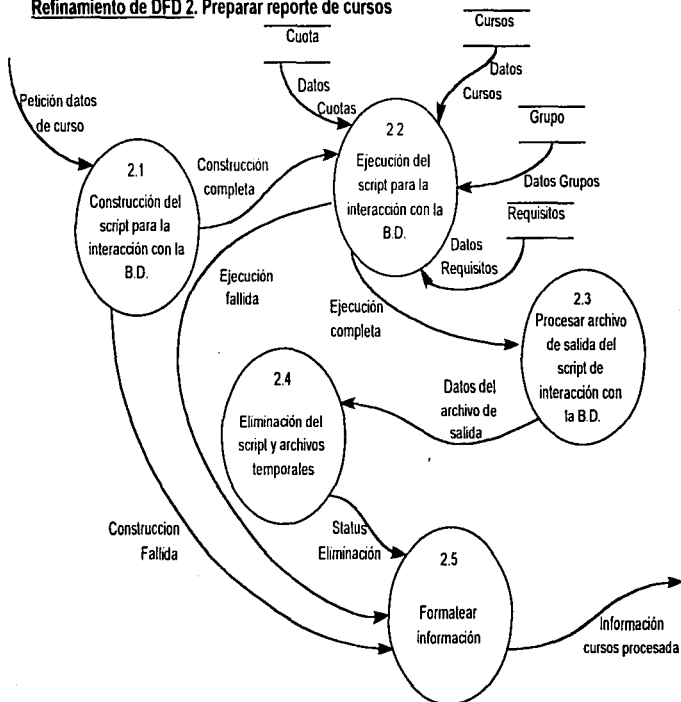 Refinamiento de DFD 2. Preparar reporte de cursos
Cuota
Cursos
Petición datos
de curso
Datos
Cuotas
Datos
Cursos
Grupo
Datos Grupos
Requisitos
Datos
Requisitos
2.1
Construcción del
script para la
interacción con la
B.D.
Construcción
completa
2 2
Ejecución del
script para la
interacción con la
B.D.
Ejecución
fallida
Ejecución
completa
2.3
Procesar archivo
de salida del
script de
interacción con
la B.D.
2.4
Eliminación del
script y archivos
temporales
Datos del
archivo de
salida
Construccion
Fallida
Status
Eliminación
2.5
Formatear
información
Información
cursos procesada